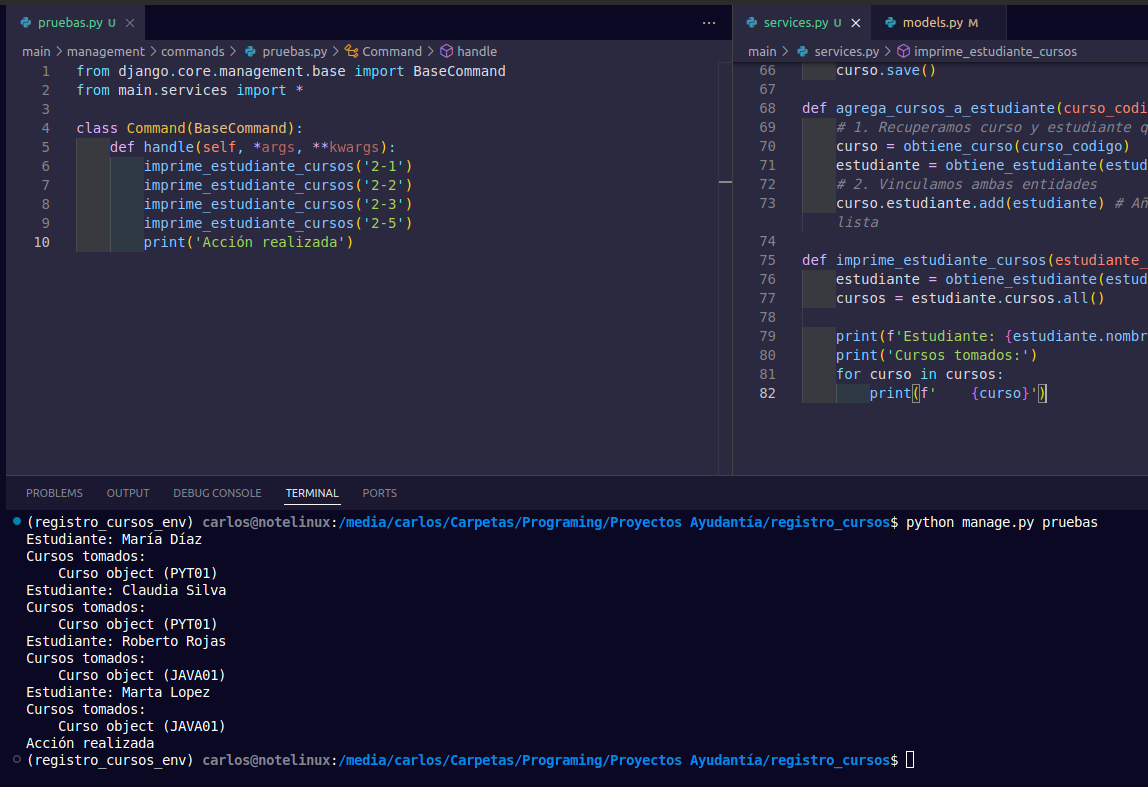 pruebas.py U
main > management > commands > pruebas.py > Command > handle
1 from django.core.management.base import BaseCommand
2 from main.services import *
3
4 class Command(BaseCommand):
5 def handle(self, *args, **kwargs):
6 imprime_estudiante_cursos('2-1')
7 imprime_estudiante_cursos('2-2')
8 imprime_estudiante_cursos('2-3')
9 imprime_estudiante_cursos('2-5')
10 print('Acción realizada')
services.py U models.py M
main > services.py > imprime_estudiante_cursos
66 curso.save()
67
68 def agrega_cursos_a_estudiante(curso_codi
69 # 1. Recuperamos curso y estudiante q
70 curso = obtiene_curso(curso_codigo)
71 estudiante = obtiene_estudiante(estud
72 # 2. Vinculamos ambas entidades
73 curso.estudiante.add(estudiante) # Añ
lista
74
75 def imprime_estudiante_cursos(estudiante_
76 estudiante = obtiene_estudiante(estud
77 cursos = estudiante.cursos.all()
78
79 print(f'Estudiante: {estudiante.nombr
80 print('Cursos tomados:')
81 for curso in cursos:
82 print(f'    {curso}')
PROBLEMS OUTPUT DEBUG CONSOLE TERMINAL PORTS
(registro_cursos_env) carlos@notelinux:/media/carlos/Carpetas/Programing/Proyectos Ayudantía/registro_cursos$ python manage.py pruebas
Estudiante: María Díaz
Cursos tomados:
    Curso object (PYT01)
Estudiante: Claudia Silva
Cursos tomados:
    Curso object (PYT01)
Estudiante: Roberto Rojas
Cursos tomados:
    Curso object (JAVA01)
Estudiante: Marta Lopez
Cursos tomados:
    Curso object (JAVA01)
Acción realizada
(registro_cursos_env) carlos@notelinux:/media/carlos/Carpetas/Programing/Proyectos Ayudantía/registro_cursos$